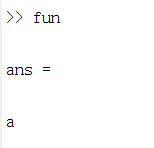 >> fun
ans =
a